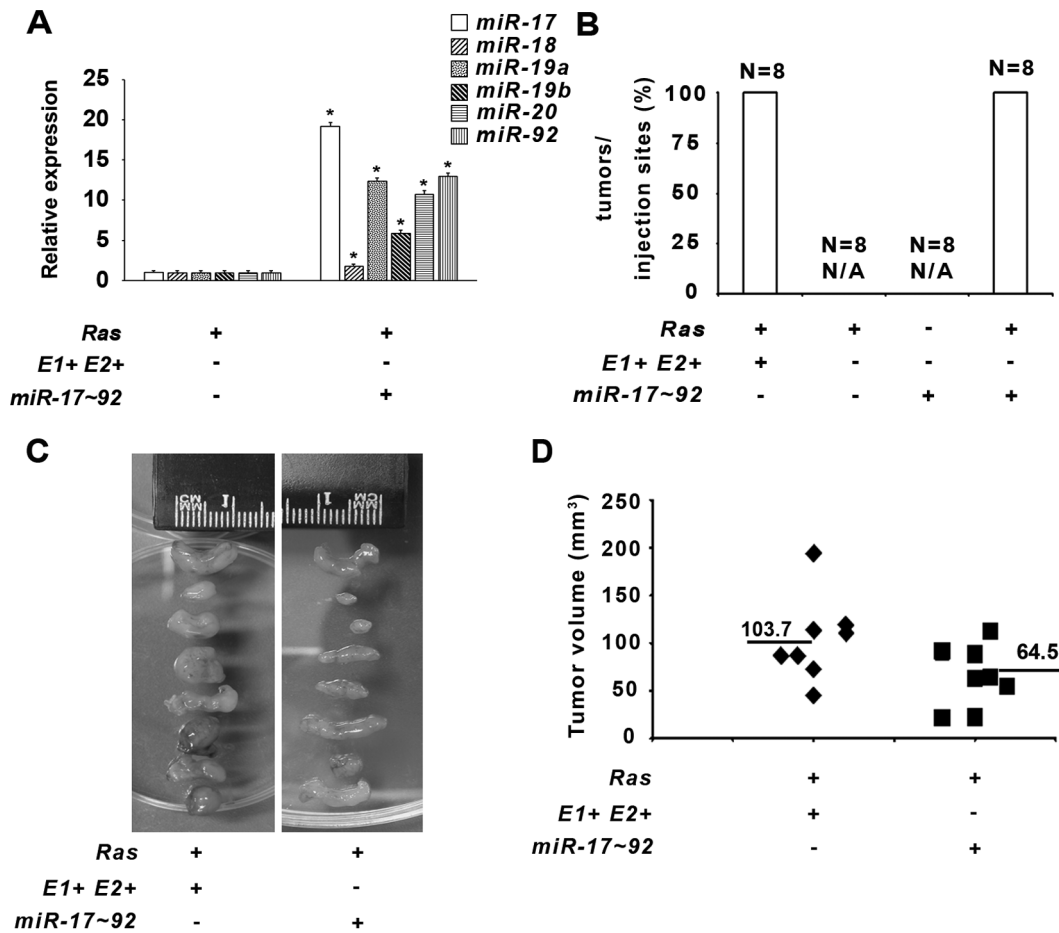 A
miR-17
miR-18
miR-19a
miR-19b
miR-20
miR-92
Relative expression
25
20
15
10
5
0
* * * * * *
Ras + +
E1+ E2+ - -
miR-17~92 - +
B
tumors/
injection sites (%)
100
75
50
25
0
N=8 N=8 N=8 N=8
N/A N/A
Ras + + - +
E1+ E2+ + - - -
miR-17~92 - - + +
C
MM CM 1
1 MM CM
Ras + +
E1+ E2+ + -
miR-17~92 - +
D
Tumor volume (mm³)
250
200
150
100
50
0
103.7
64.5
Ras + +
E1+ E2+ + -
miR-17~92 - +